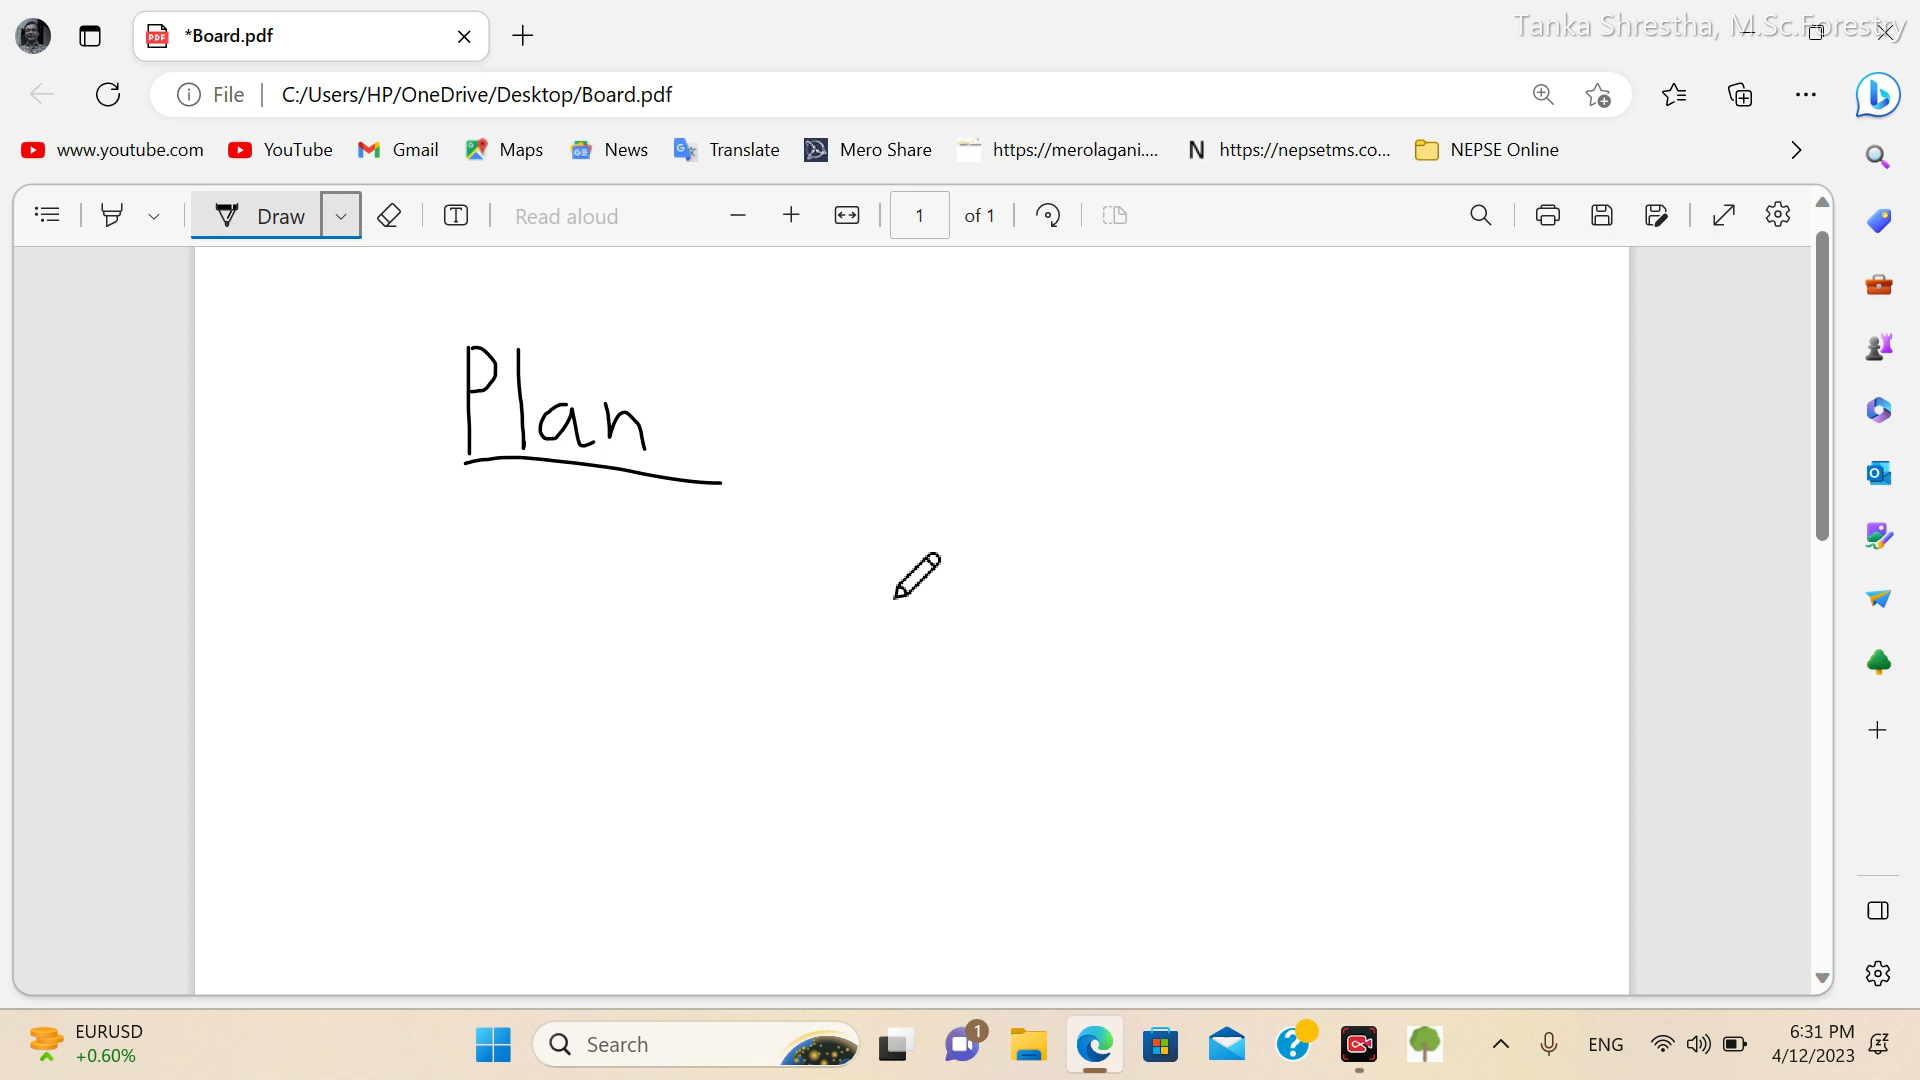 *Board.pdf
Tanka Shrestha, M.Sc.Forestry
File C:/Users/HP/OneDrive/Desktop/Board.pdf
www.youtube.com YouTube Gmail Maps News Translate Mero Share https://merolagani.... https://nepsetms.co... NEPSE Online
Draw Read aloud 1 of 1
Plan
EURUSD
+0.60%
Search
1
ENG
6:31 PM
4/12/2023